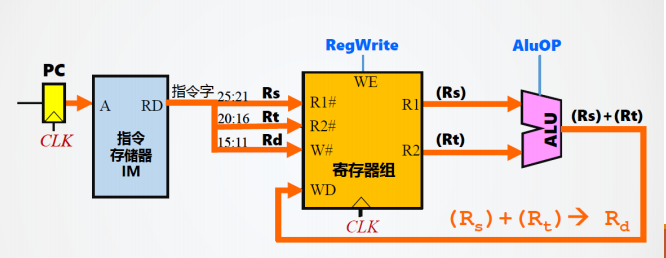 RegWrite
AluOP
PC
CLK
A
RD
指令
存储器
IM
指令字
25:21
Rs
20:16
Rt
15:11
Rd
WE
R1#
R2#
W#
WD
R1
R2
寄存器组
CLK
(Rs)
(Rt)
ALU
(Rs)+(Rt)
(Rs)+(Rt)→ Rd